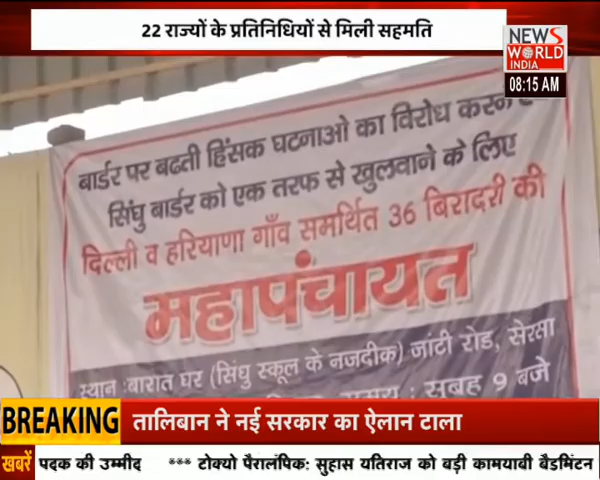 22 राज्यों के प्रतिनिधियों से मिली सहमति
NEWS
WORLD
INDIA
08:15 AM
बार्डर पर बढती हिंसक घटनाओ का विरोध करने
सिंघु बार्डर को एक तरफ से खुलवाने के लिए
दिल्ली व हरियाणा गाँव समर्थित 36 बिरादरी की
महापंचायत
स्थान : बारात घर (सिंघु स्कूल के नजदीक) जांटी रोड, सेरसा
समय : सुबह 9 बजे
BREAKING
तालिबान ने नई सरकार का ऐलान टाला
खबरें
पदक की उम्मीद *** टोक्यो पैरालंपिक: सुहास यतिराज को बड़ी कामयाबी बैडमिंटन